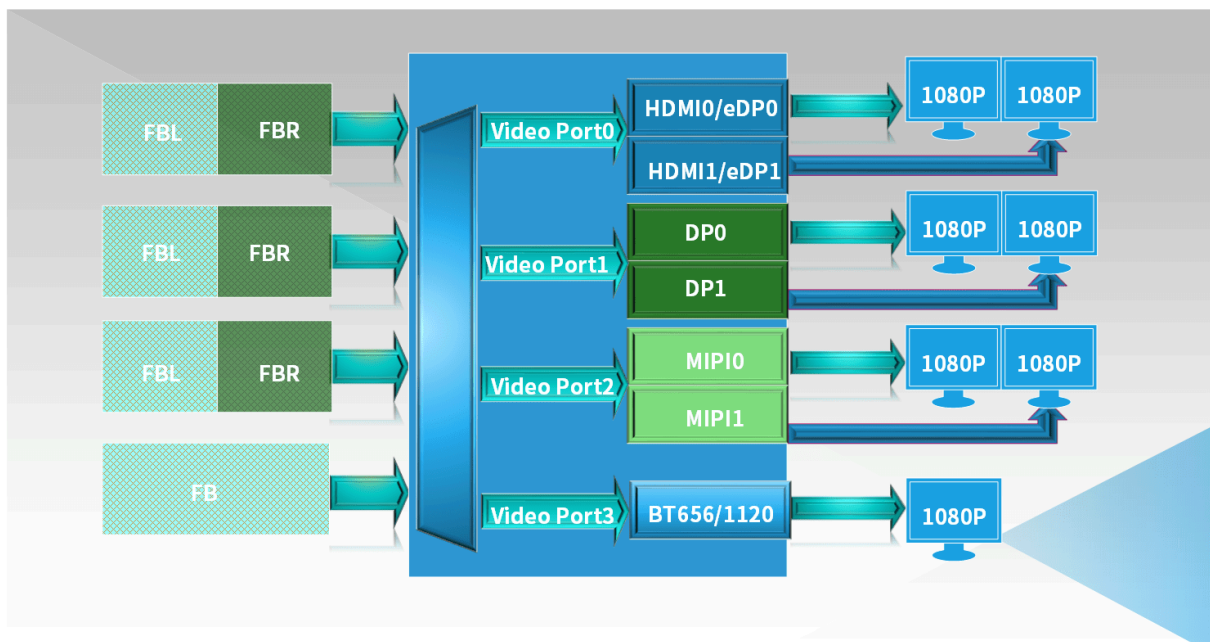 FBL
FBR
Video Port0
HDMI0/eDP0
HDMI1/eDP1
1080P
1080P
FBL
FBR
Video Port1
DP0
DP1
1080P
1080P
FBL
FBR
Video Port2
MIPI0
MIPI1
1080P
1080P
FB
Video Port3
BT656/1120
1080P